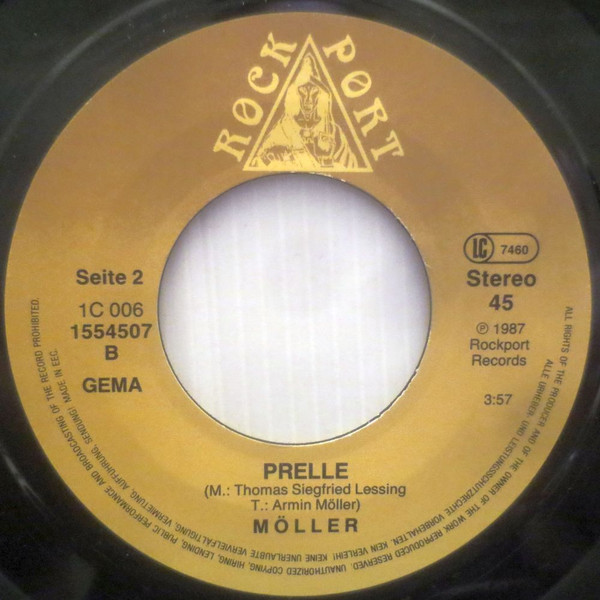 ROCK PORT
Seite 2
1C 006
1554507
B
GEMA
LC 7460
Stereo
45
℗ 1987
Rockport
Records
3:57
PRELLE
(M.: Thomas Siegfried Lessing
T.: Armin Möller)
MÖLLER
ALL RIGHTS OF THE PRODUCER AND OF THE OWNER OF THE WORK REPRODUCED RESERVED. UNAUTHORIZED COPYING, HIRING, LENDING, PUBLIC PERFORMANCE AND BROADCASTING OF THE RECORD PROHIBITED.
ALLE URHEBER- UND LEISTUNGSSCHUTZRECHTE VORBEHALTEN. KEIN VERLEIH! KEINE UNERLAUBTE VERVIELFÄLTIGUNG, VERMIETUNG, AUFFÜHRUNG, SENDUNG! MADE IN EEC.